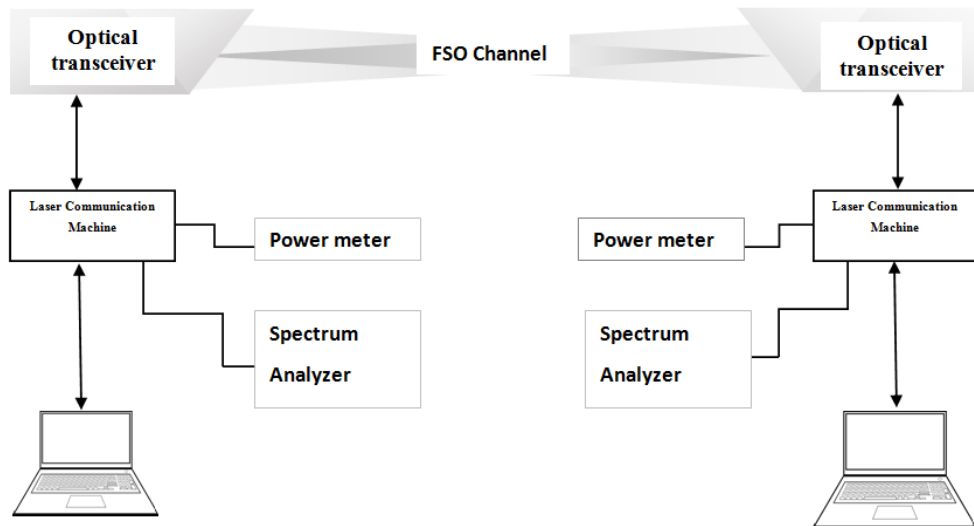 Optical
transceiver
FSO Channel
Optical
transceiver
Laser Communication
Machine
Power meter
Spectrum
Analyzer
Power meter
Spectrum
Analyzer
Laser Communication
Machine